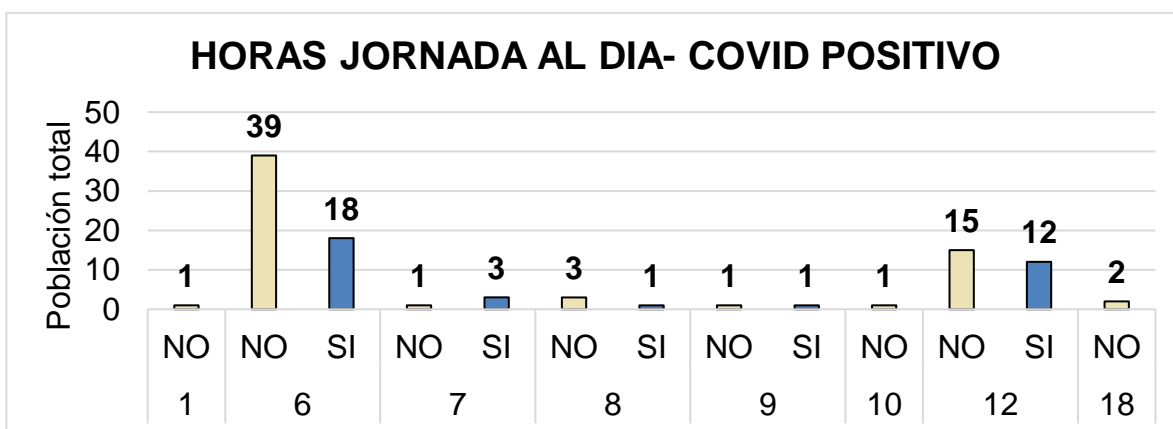 HORAS JORNADA AL DIA- COVID POSITIVO
Población total
50
40
30
20
10
0
1 39 18 1 3 3 1 1 1 1 15 12 2
NO NO SI NO SI NO SI NO SI NO NO SI NO
1 6 7 8 9 10 12 18